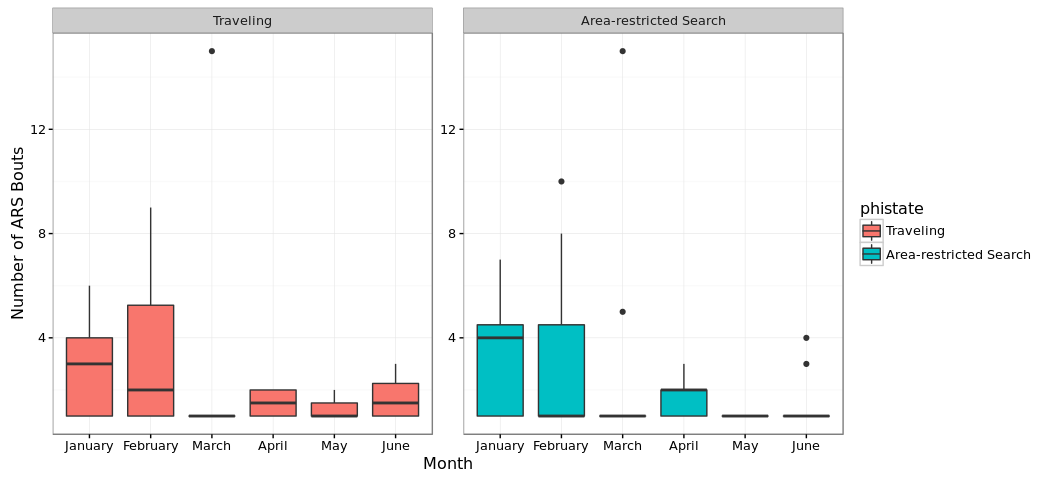 Traveling
Area-restricted Search
Number of ARS Bouts
12
8
4
12
8
4
January February March April May June
January February March April May June
Month
phistate
Traveling
Area-restricted Search